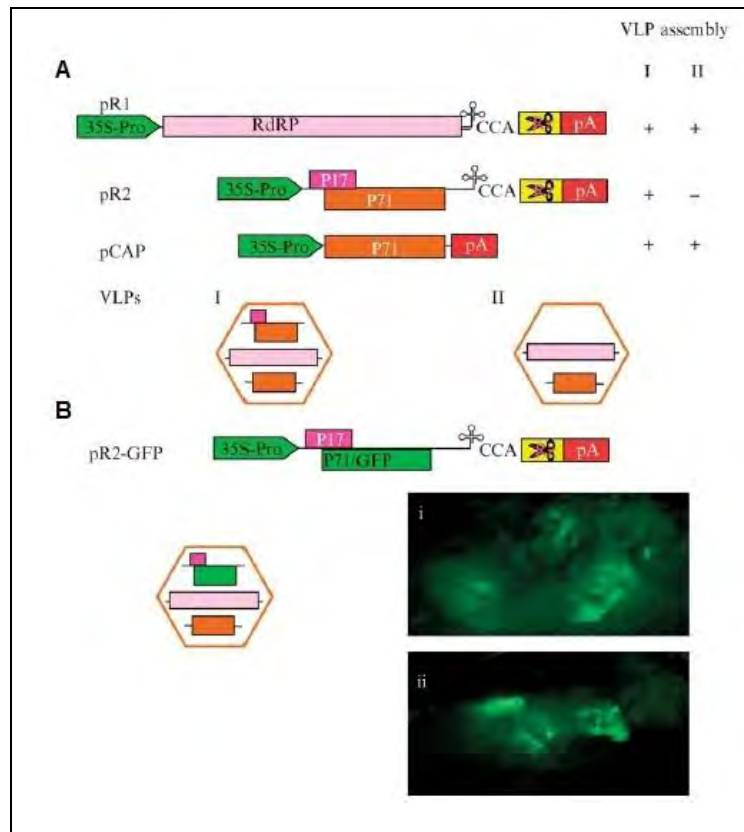 VLP assembly
A
I II
pR1
35S-Pro RdRP CCA pA + +
pR2
35S-Pro P17 P71 CCA pA + −
pCAP 35S-Pro P71 pA + +
VLPs I II
B
pR2-GFP 35S-Pro P17 P71/GFP CCA pA
i
ii